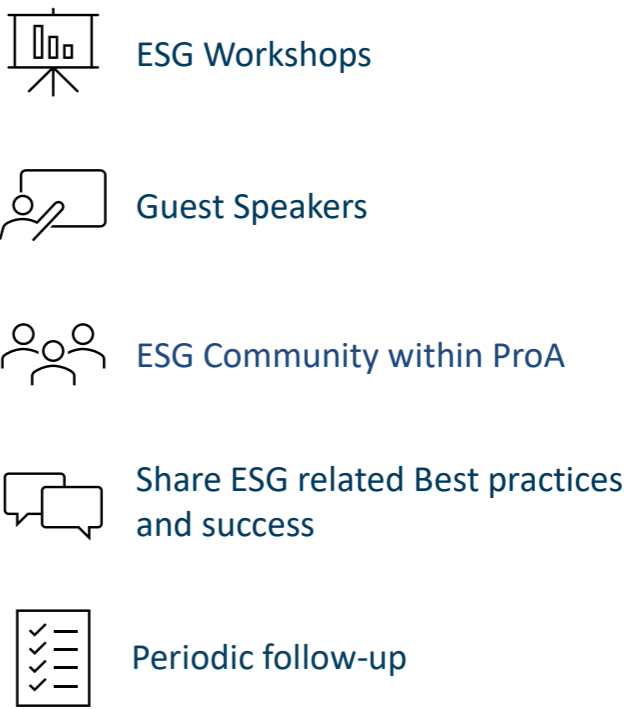 ESG Workshops
Guest Speakers
ESG Community within ProA
Share ESG related Best practices
and success
Periodic follow-up